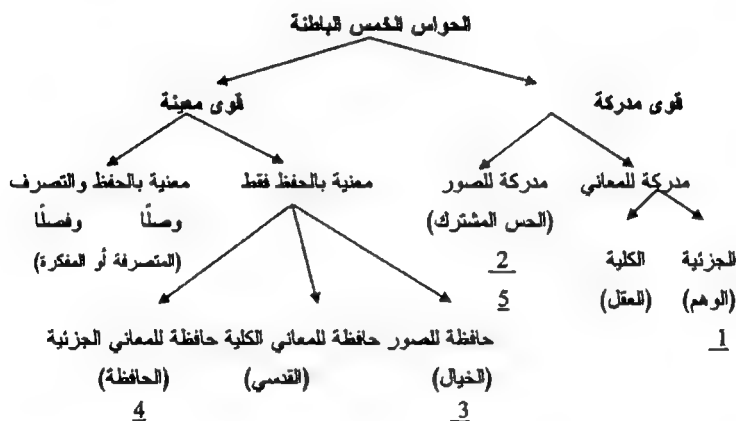 الحواس الخمس الباطنة
قوى مدركة قوى معينة
مدركة للمعاني مدركة للصور معنية بالحفظ فقط معنية بالحفظ والتصرف
(الحس المشترك) وصلًا وفصلًا
الجزئية الكلية 2 (المتصرفة أو المفكرة)
(الوهم) (العقل) 5
1
حافظة للصور حافظة للمعاني الكلية حافظة للمعاني الجزئية
(الخيال) (القدسي) (الحافظة)
3 4